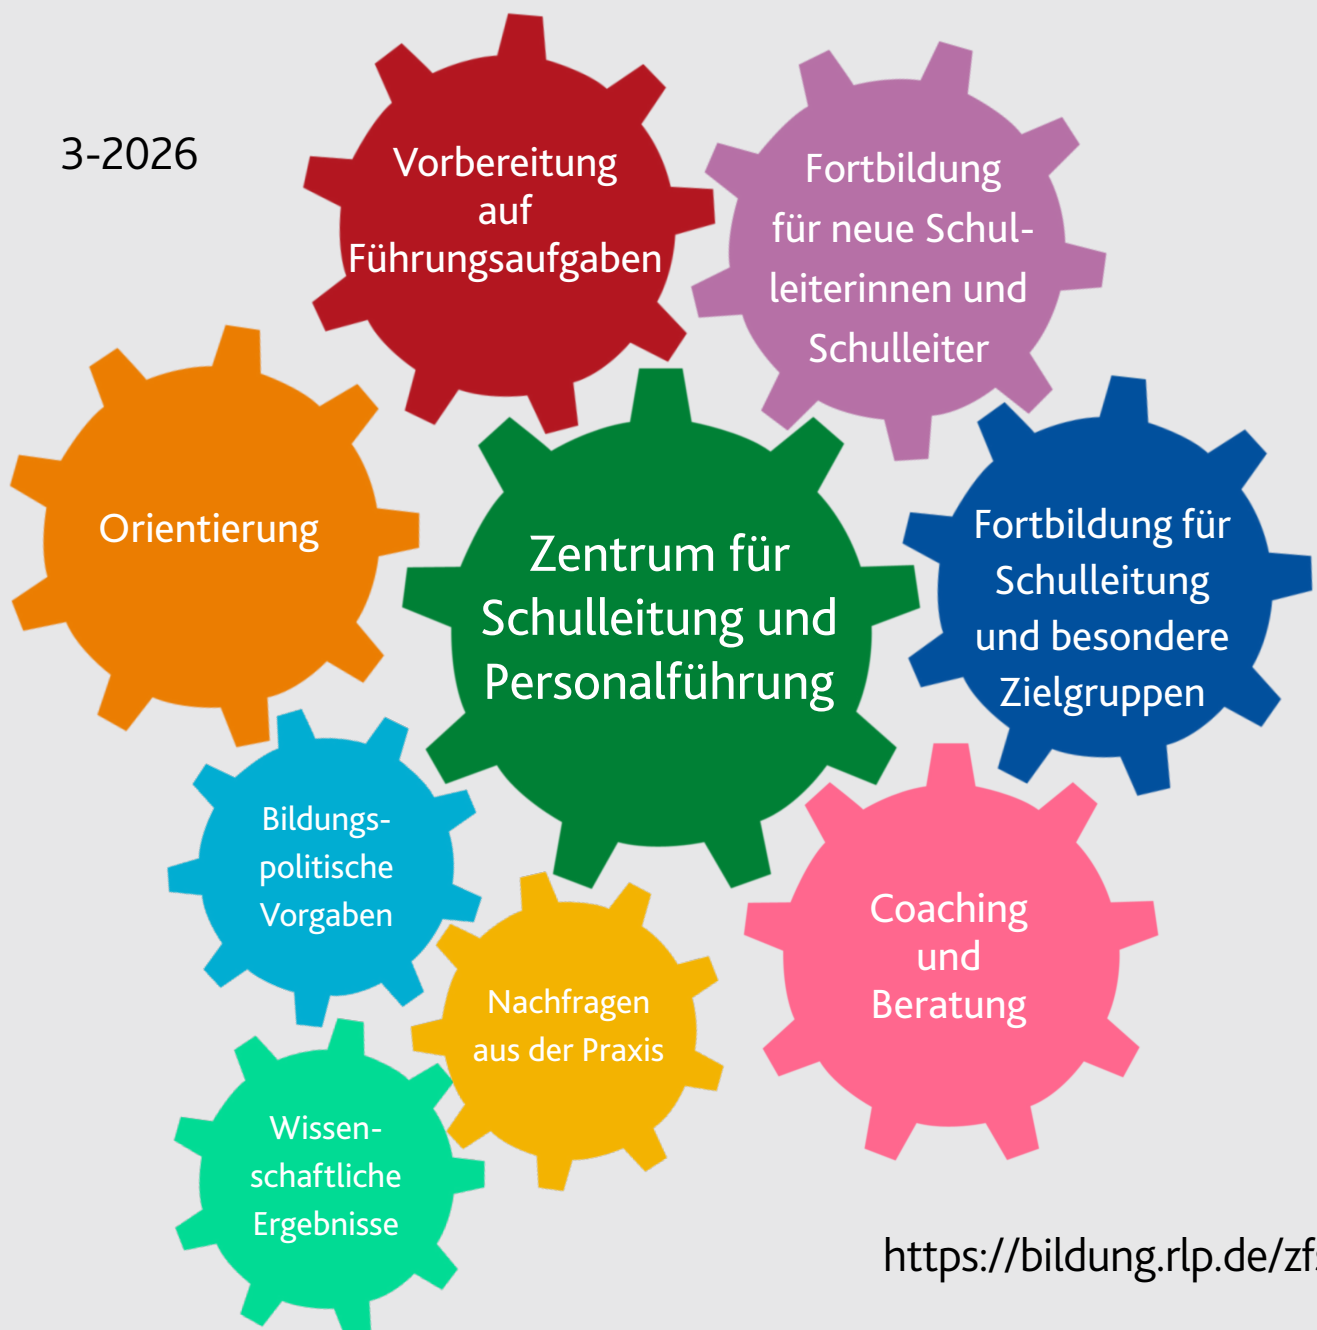 3-2026
Vorbereitung
auf
Führungsaufgaben
Fortbildung
für neue Schul-
leiterinnen und
Schulleiter
Orientierung
Zentrum für
Schulleitung und
Personalführung
Fortbildung für
Schulleitung
und besondere
Zielgruppen
Bildungs-
politische
Vorgaben
Nachfragen
aus der Praxis
Coaching
und
Beratung
Wissen-
schaftliche
Ergebnisse
https://bildung.rlp.de/zf